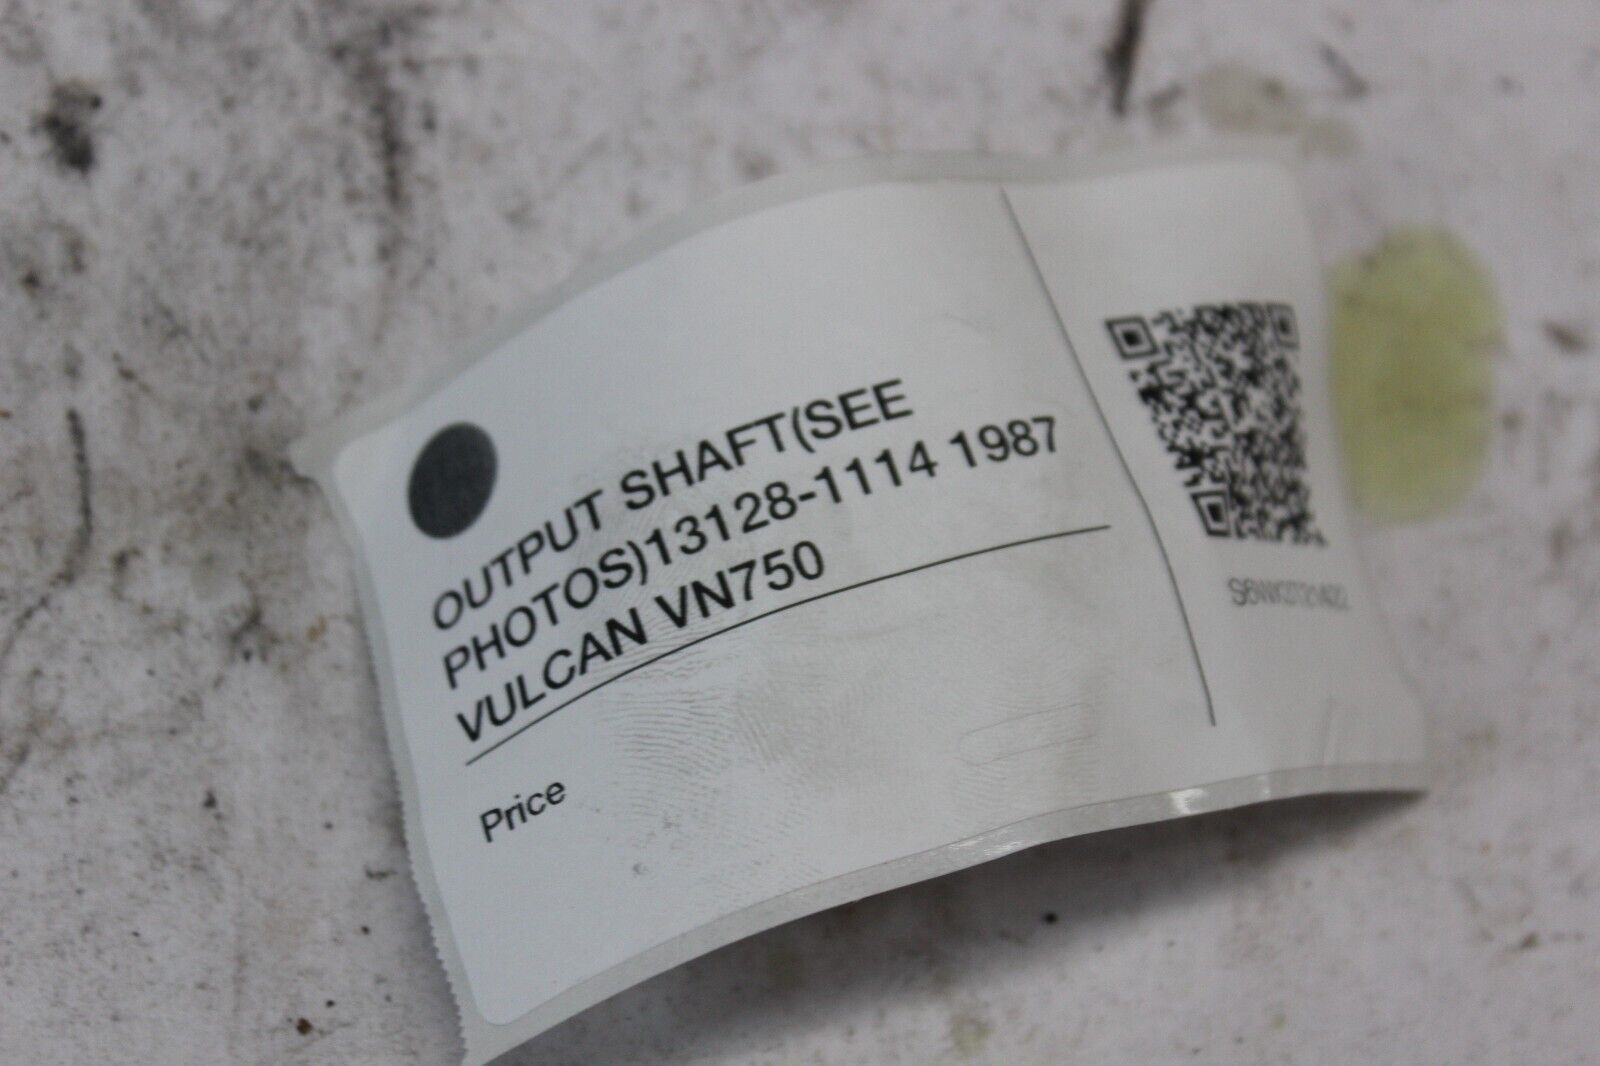 OUTPUT SHAFT(SEE
PHOTOS)13128-1114 1987
VULCAN VN750
Price